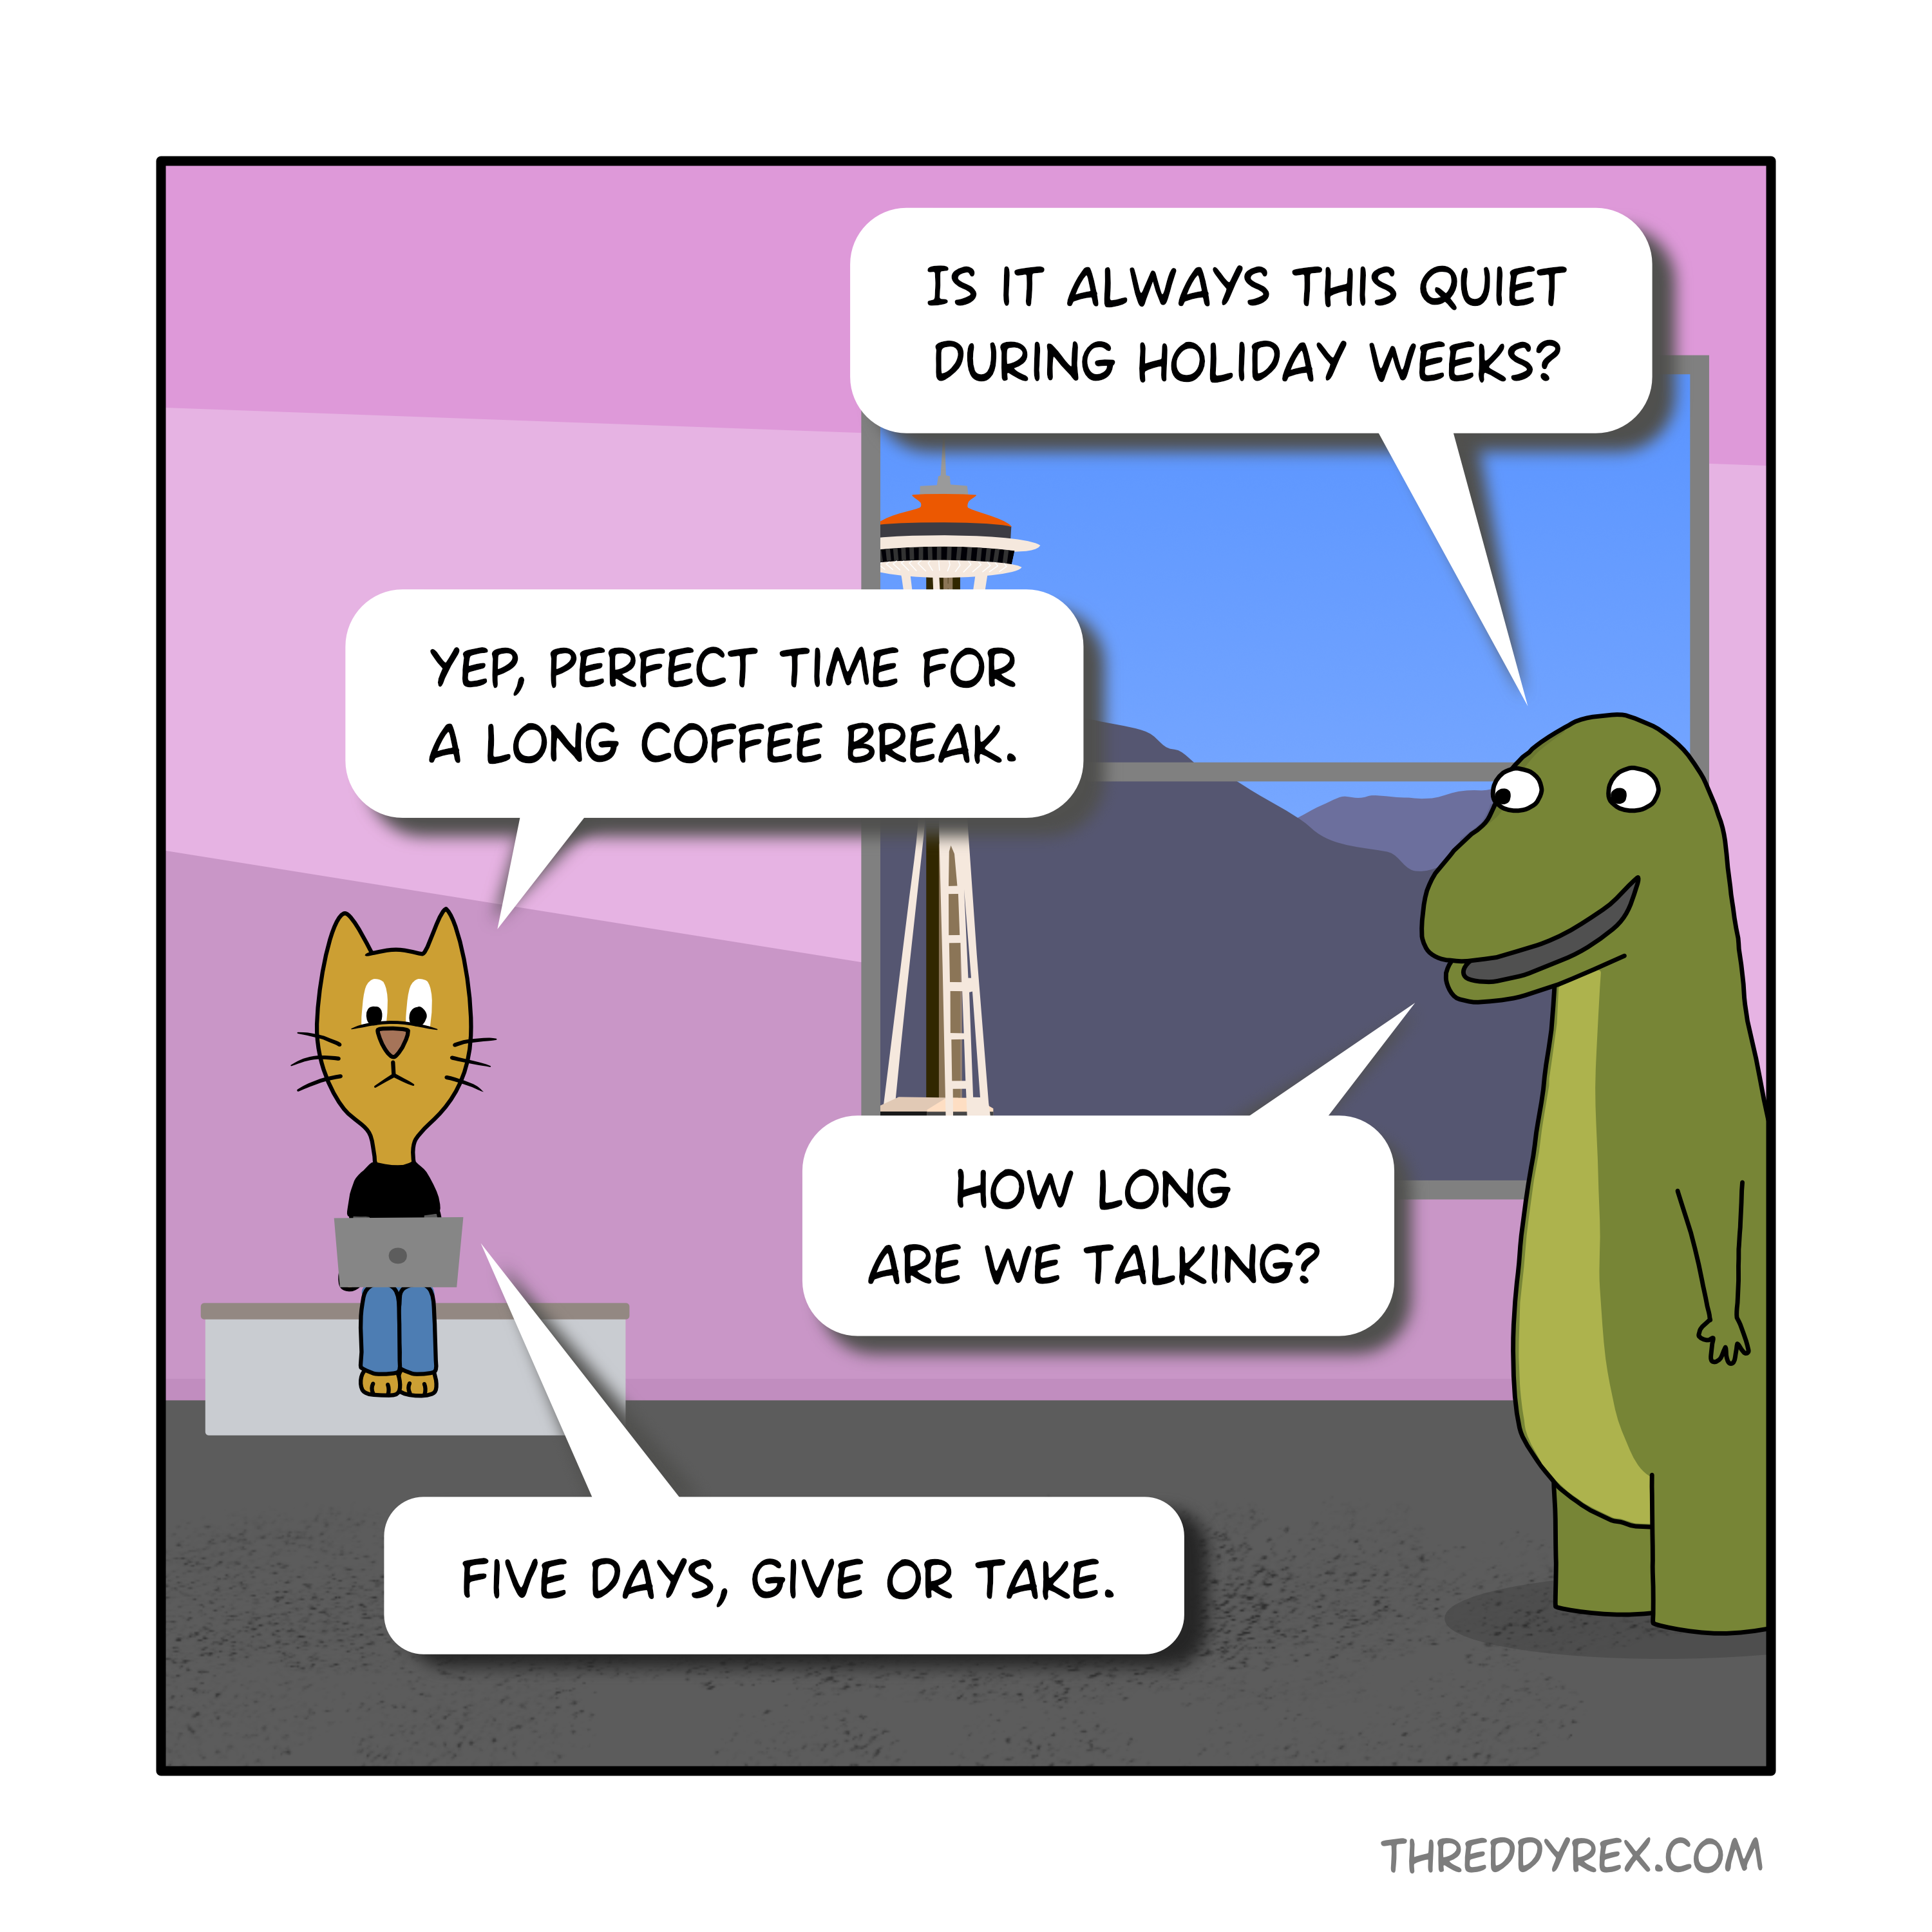 IS IT ALWAYS THIS QUIET
DURING HOLIDAY WEEKS?
YEP, PERFECT TIME FOR
A LONG COFFEE BREAK.
HOW LONG
ARE WE TALKING?
FIVE DAYS, GIVE OR TAKE.
THREDDYREX.COM